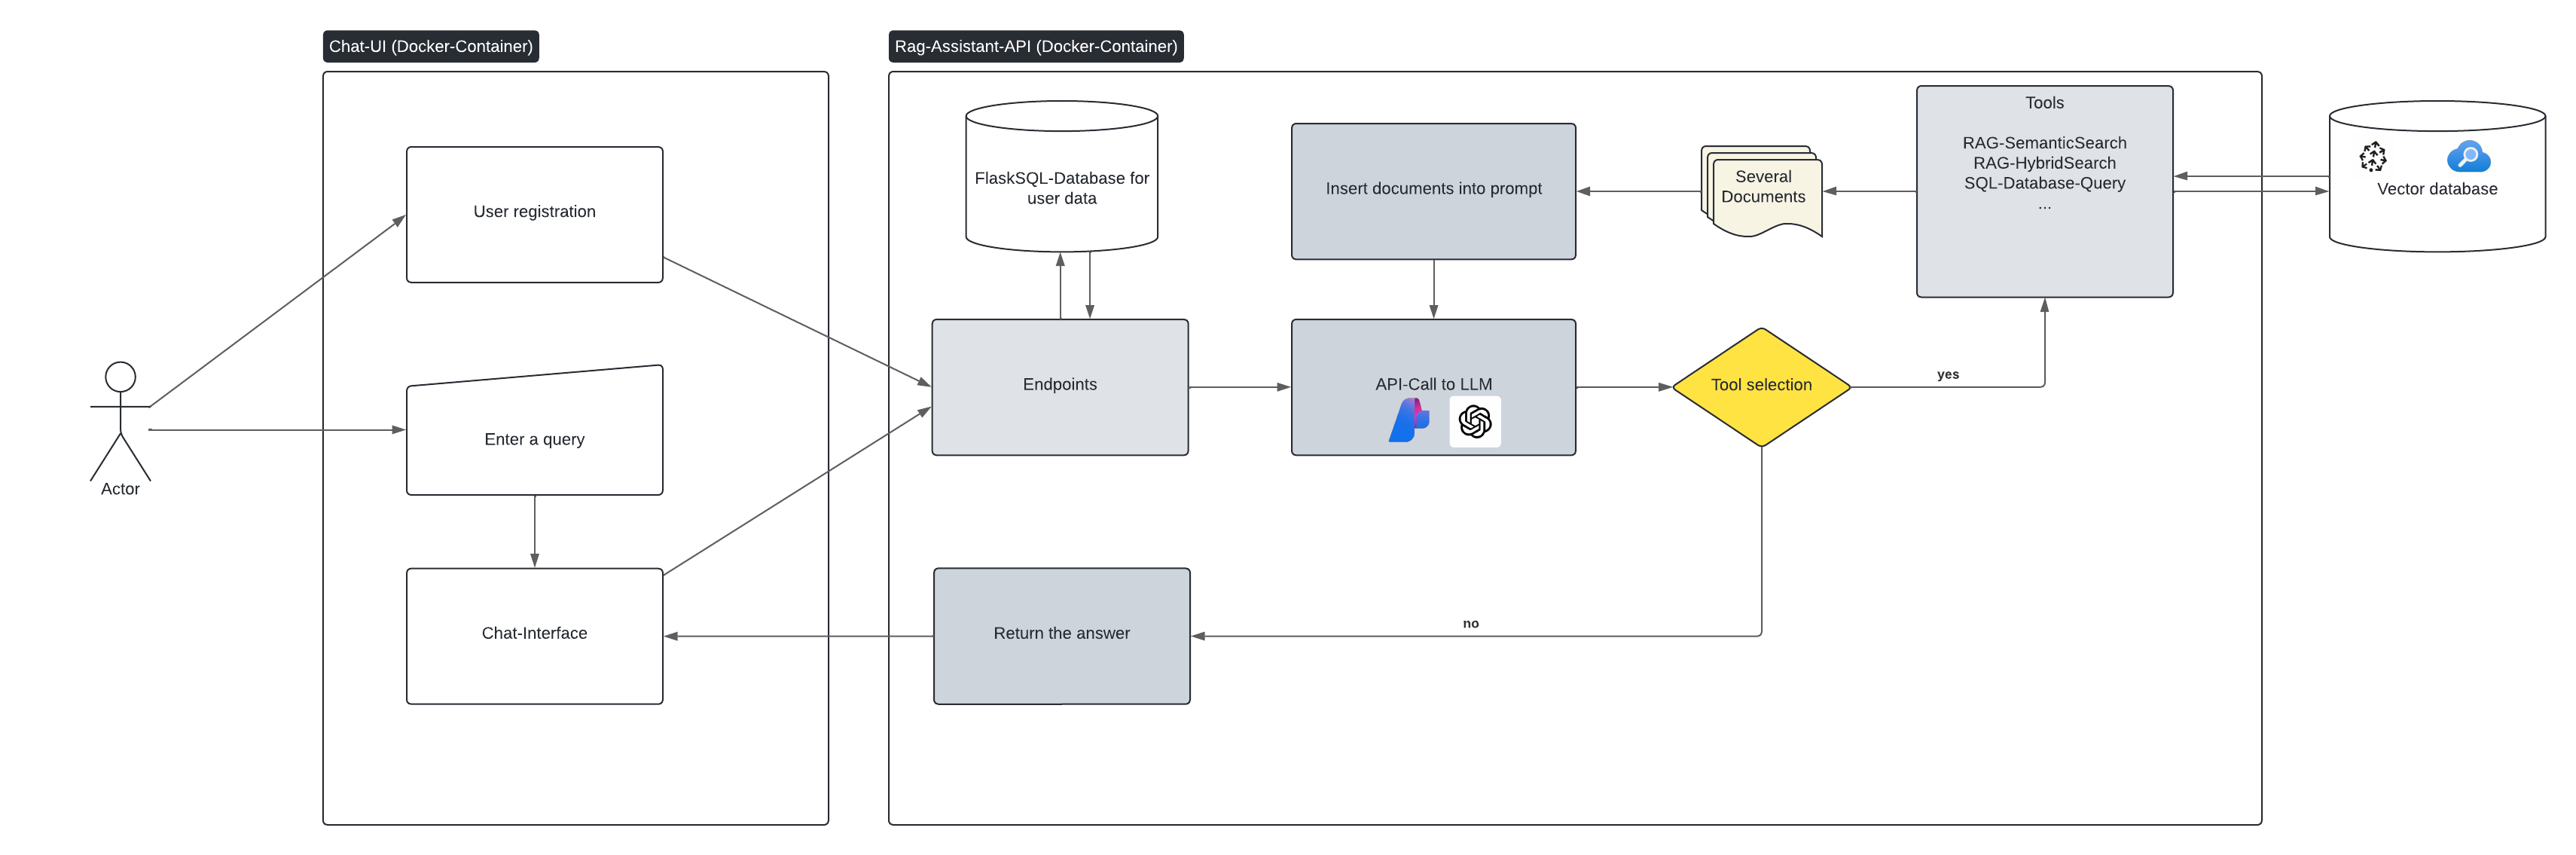 Chat-UI (Docker-Container)
Rag-Assistant-API (Docker-Container)
User registration
Enter a query
Actor
Chat-Interface
FlaskSQL-Database for
user data
Endpoints
Return the answer
Insert documents into prompt
API-Call to LLM
Several
Documents
Tool selection
yes
no
Tools
RAG-SemanticSearch
RAG-HybridSearch
SQL-Database-Query
...
Vector database